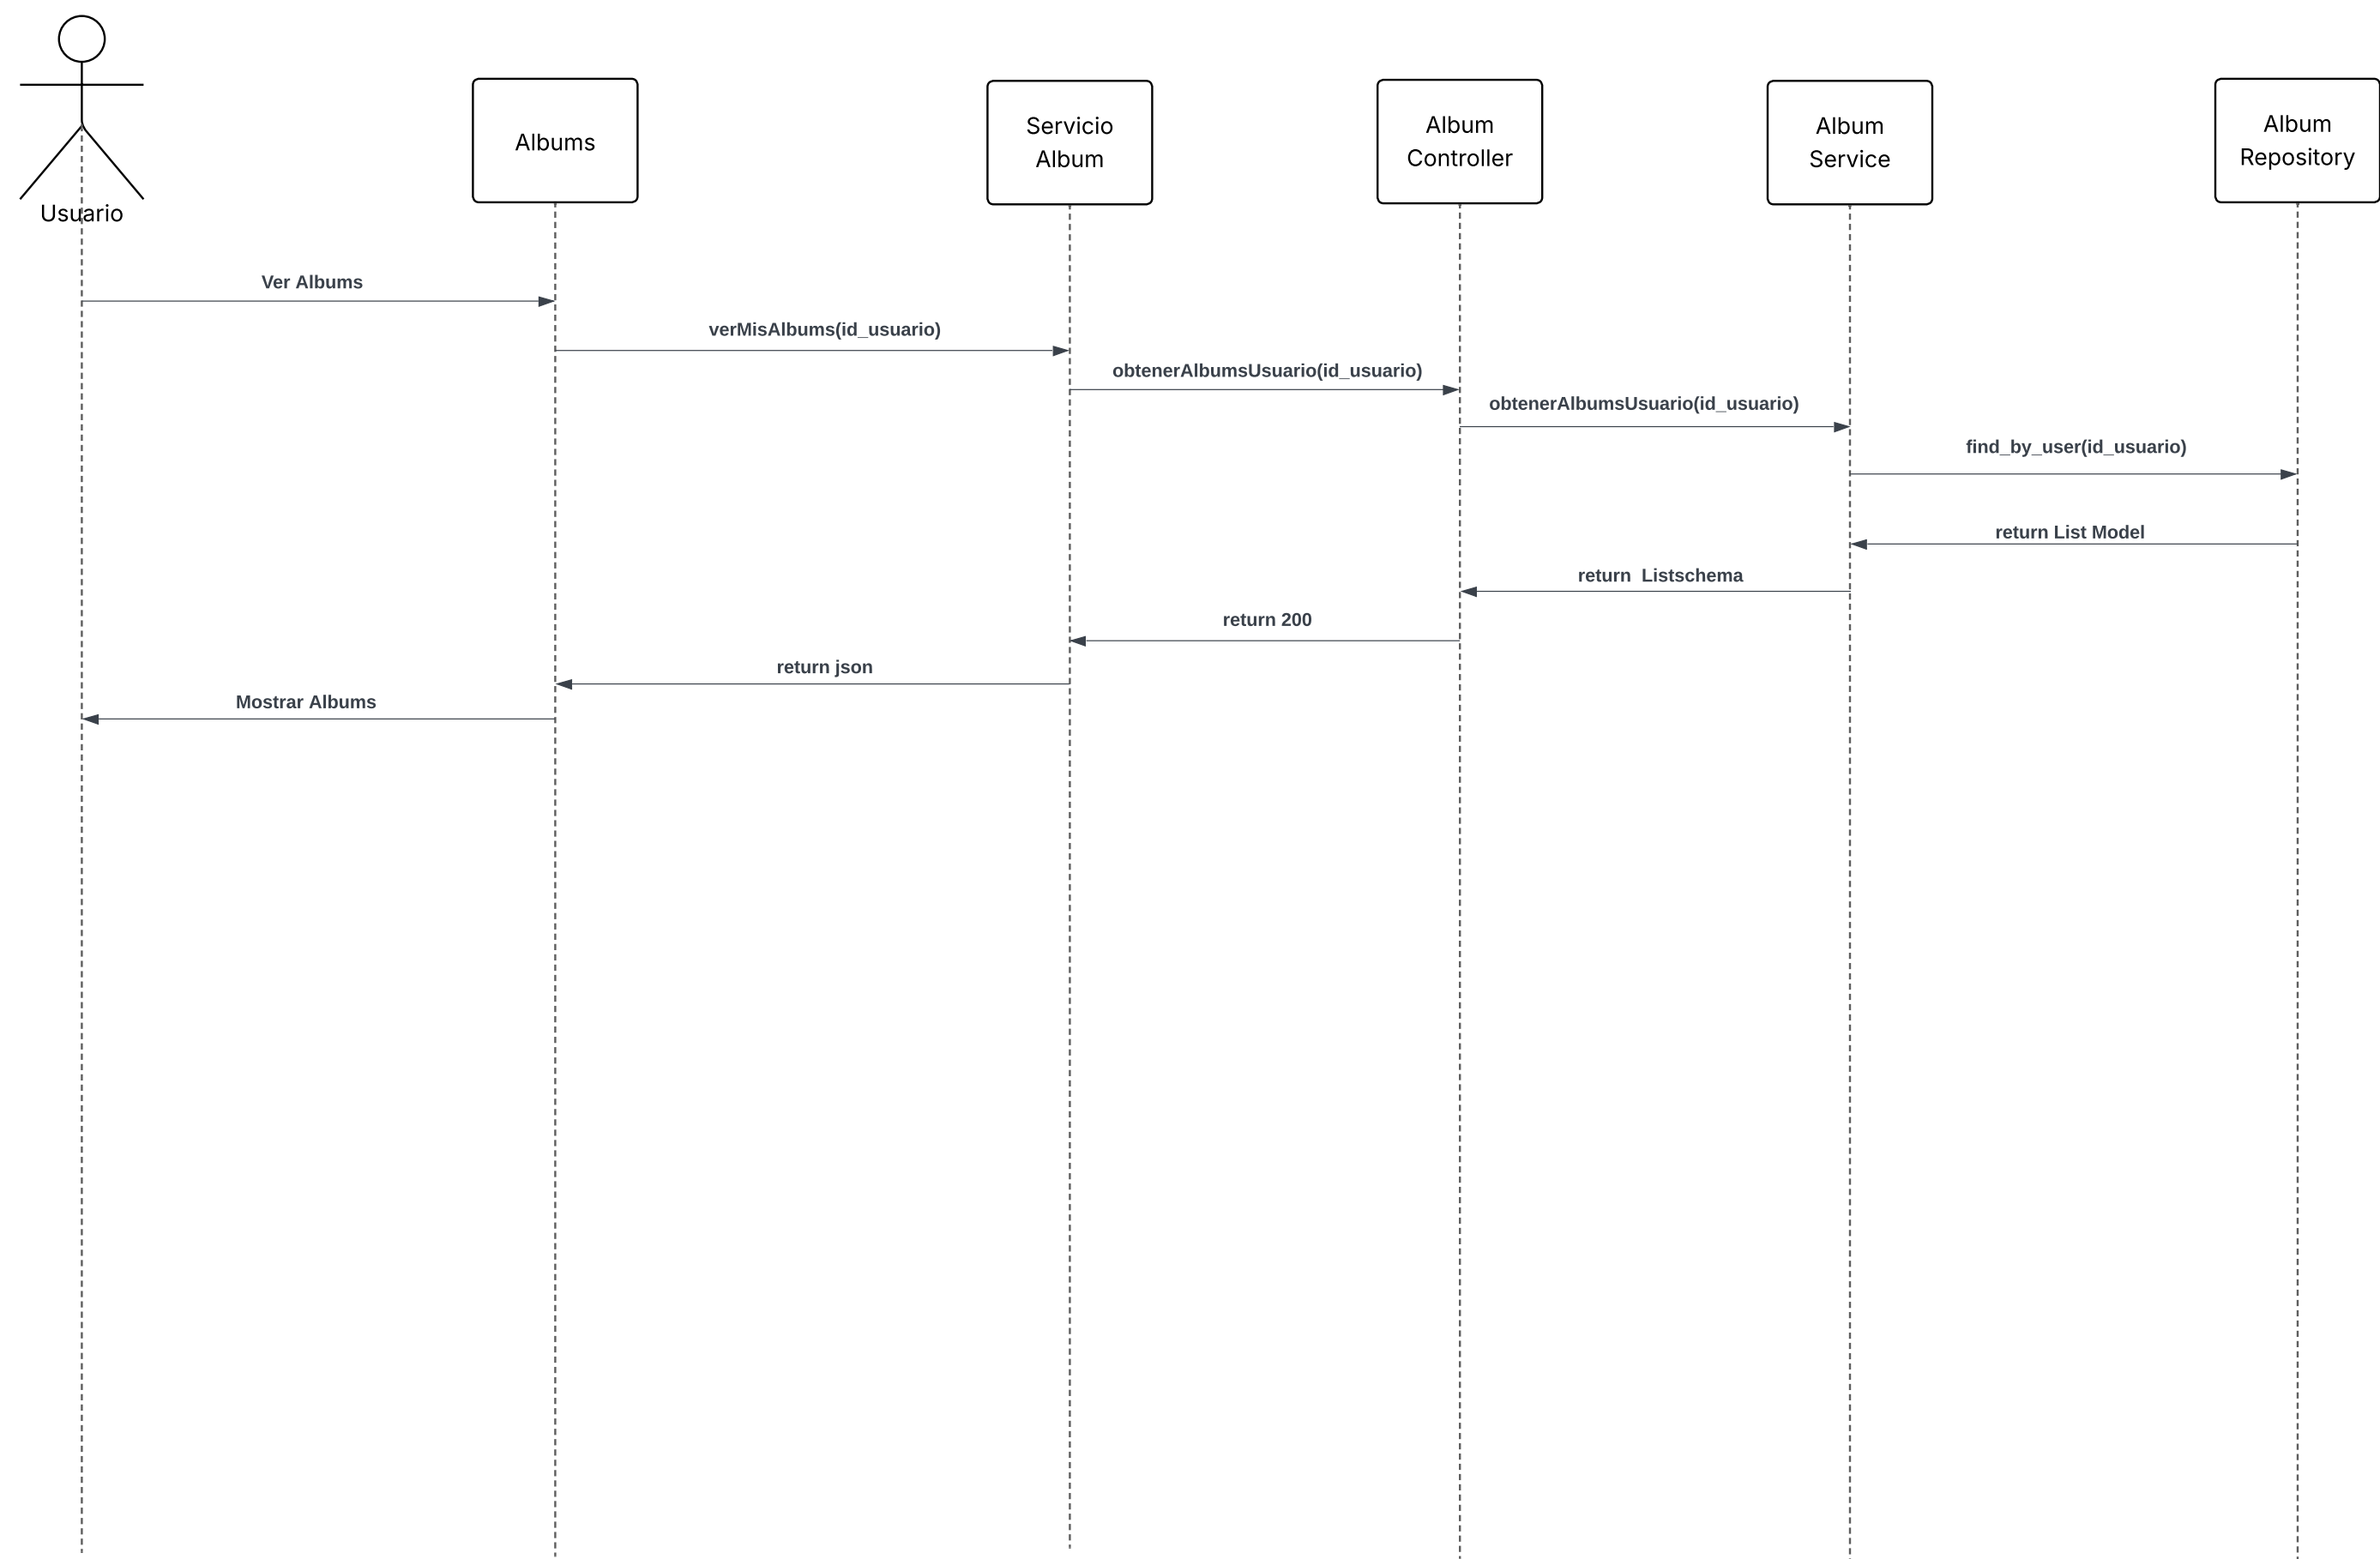 Usuario
Albums
Servicio
Album
Album
Controller
Album
Service
Album
Repository
Ver Albums
verMisAlbums(id_usuario)
obtenerAlbumsUsuario(id_usuario)
obtenerAlbumsUsuario(id_usuario)
find_by_user(id_usuario)
return List Model
return  Listschema
return 200
return json
Mostrar Albums